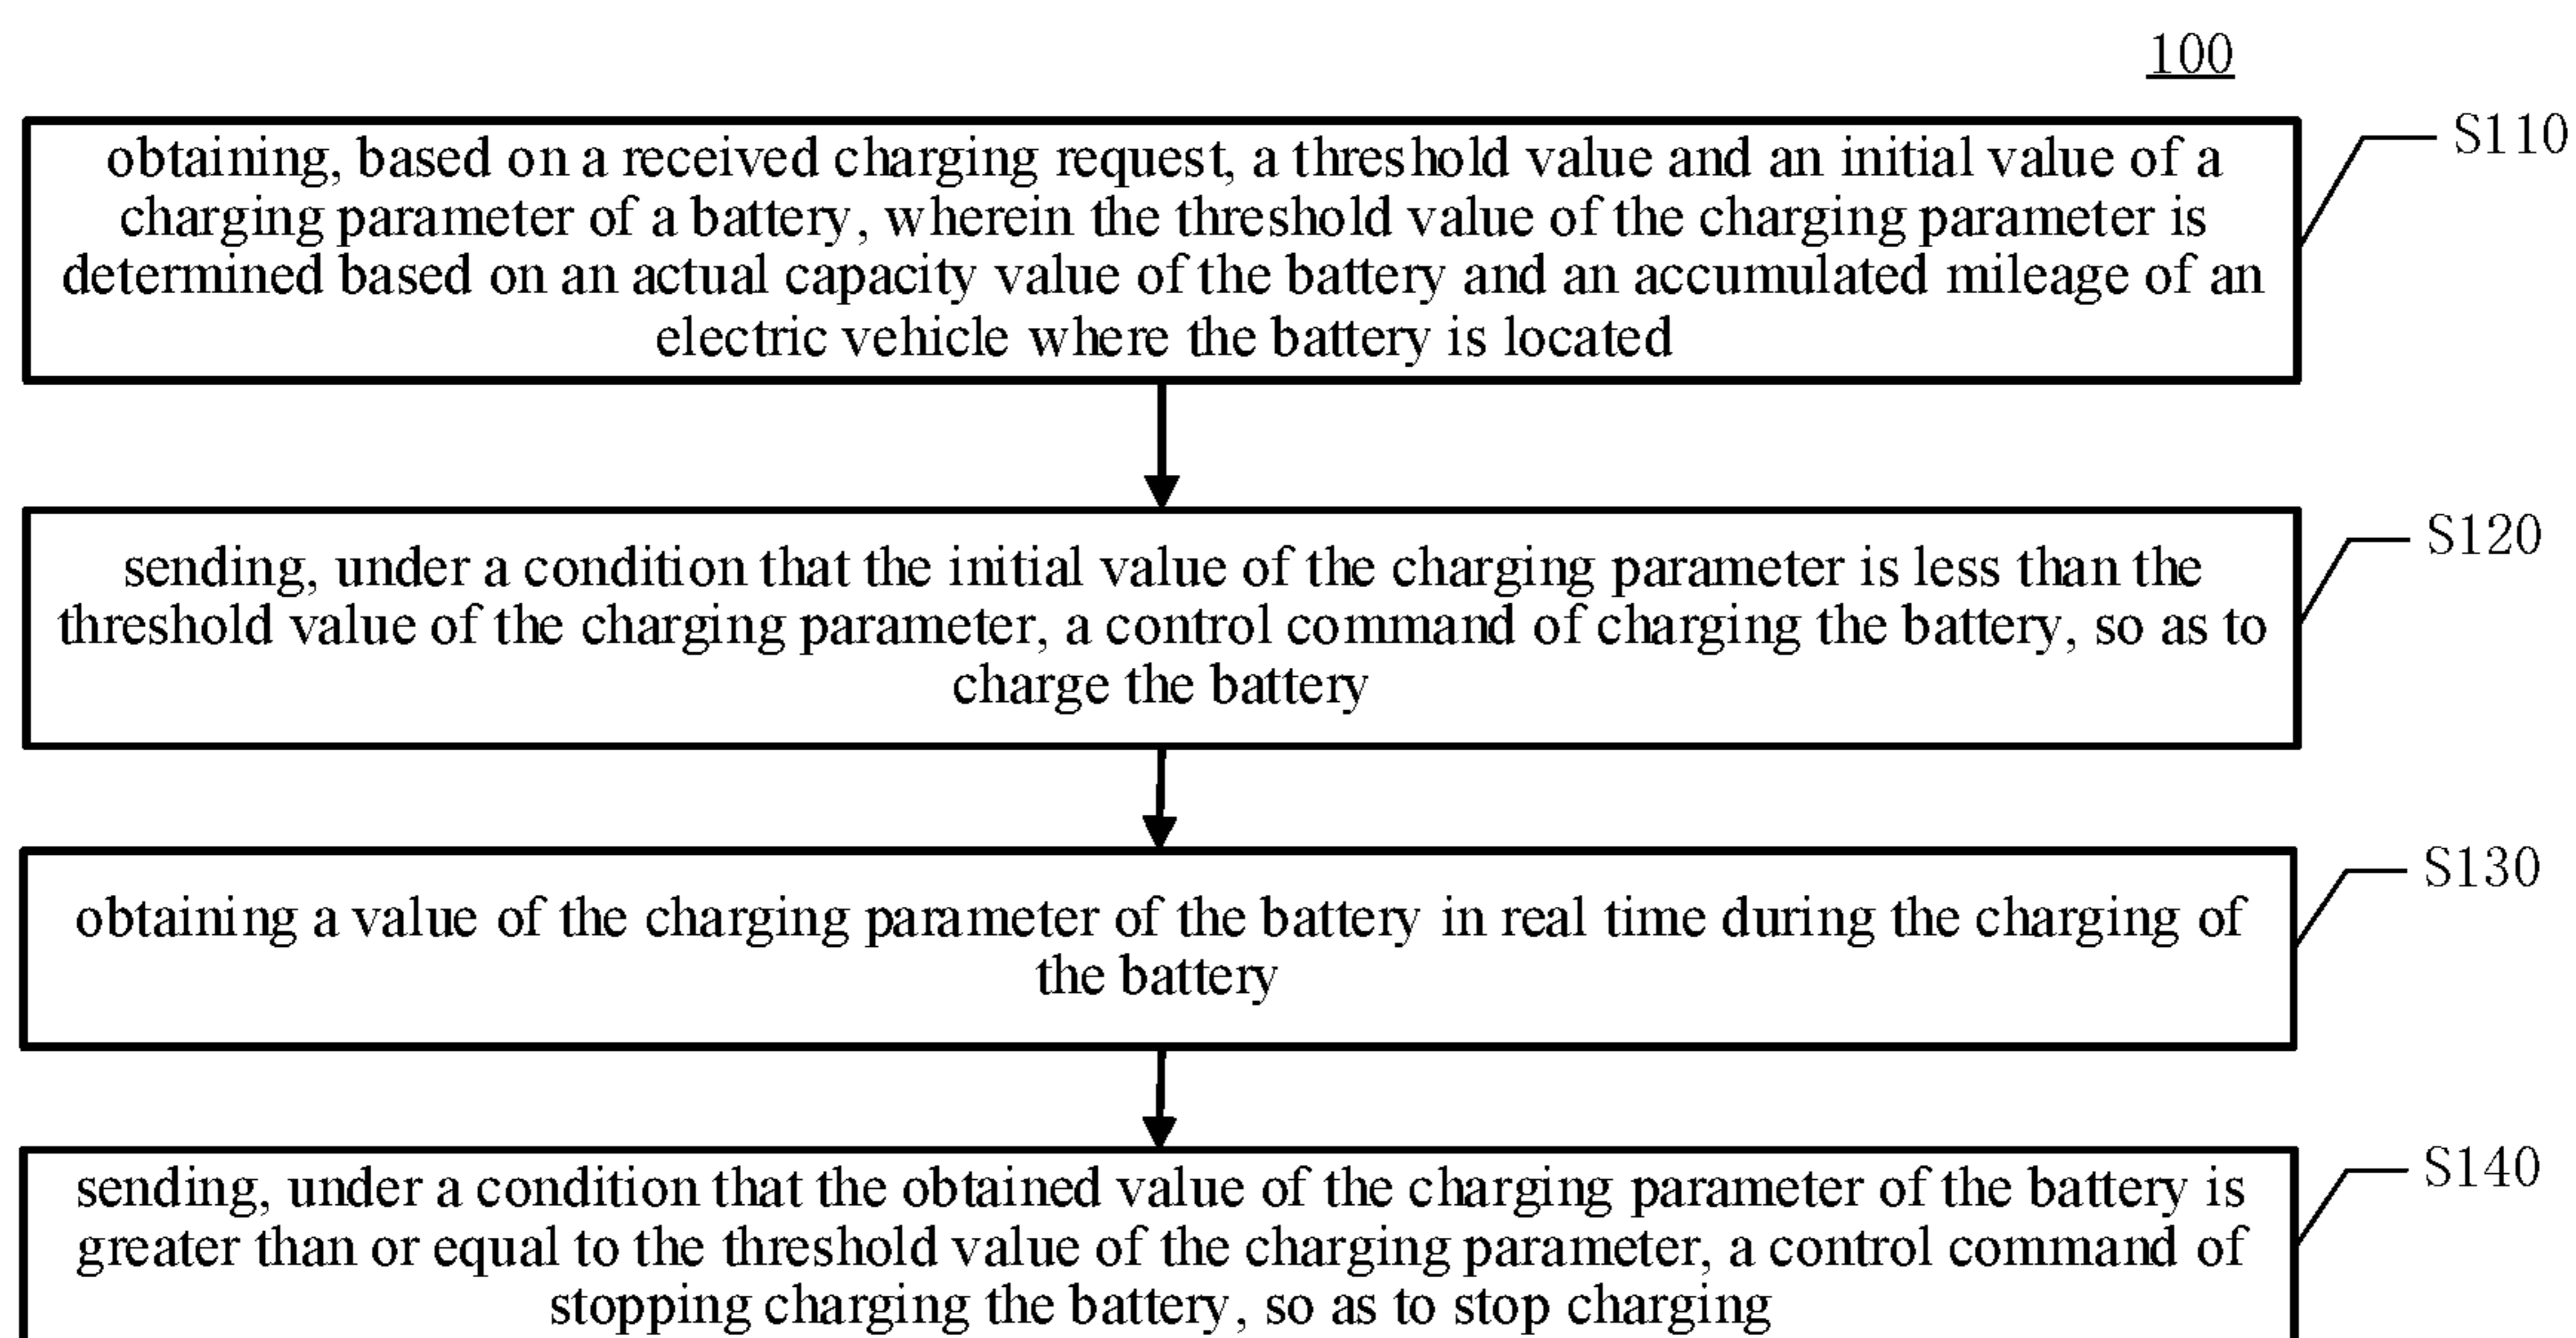 100
obtaining, based on a received charging request, a threshold value and an initial value of a
charging parameter of a battery, wherein the threshold value of the charging parameter is
determined based on an actual capacity value of the battery and an accumulated mileage of an
electric vehicle where the battery is located
S110
sending, under a condition that the initial value of the charging parameter is less than the
threshold value of the charging parameter, a control command of charging the battery, so as to
charge the battery
S120
obtaining a value of the charging parameter of the battery in real time during the charging of
the battery
S130
sending, under a condition that the obtained value of the charging parameter of the battery is
greater than or equal to the threshold value of the charging parameter, a control command of
stopping charging the battery, so as to stop charging
S140